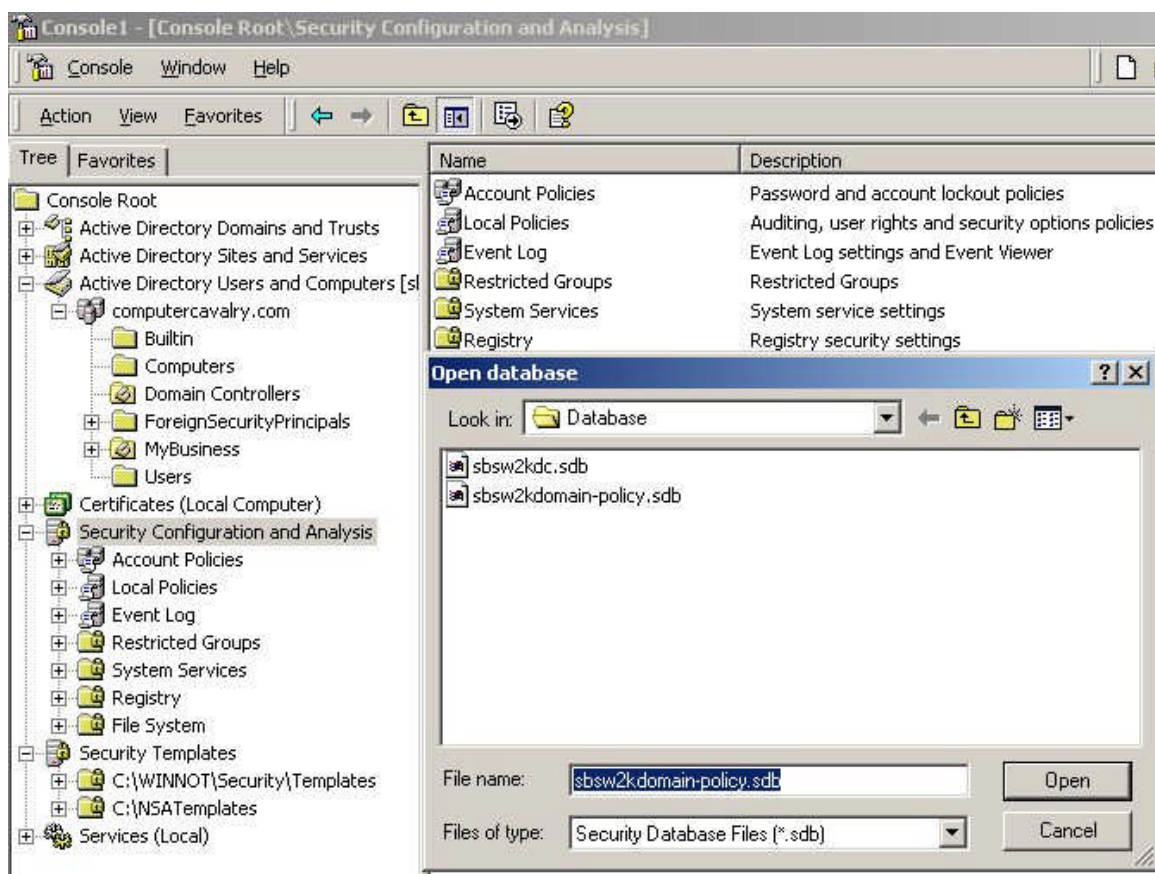 Console1 - [Console Root\Security Configuration and Analysis]
Console Window Help
Action View Favorites
Tree Favorites
Console Root
Active Directory Domains and Trusts
Active Directory Sites and Services
Active Directory Users and Computers [sl
computercavalry.com
Builtin
Computers
Domain Controllers
ForeignSecurityPrincipals
MyBusiness
Users
Certificates (Local Computer)
Security Configuration and Analysis
Account Policies
Local Policies
Event Log
Restricted Groups
System Services
Registry
File System
Security Templates
C:\WINNOT\Security\Templates
C:\NSATemplates
Services (Local)
Name Description
Account Policies Password and account lockout policies
Local Policies Auditing, user rights and security options policies
Event Log Event Log settings and Event Viewer
Restricted Groups Restricted Groups
System Services System service settings
Registry Registry security settings
Open database
Look in: Database
sbsw2kdc.sdb
sbsw2kdomain-policy.sdb
File name: sbsw2kdomain-policy.sdb Open
Files of type: Security Database Files (*.sdb) Cancel